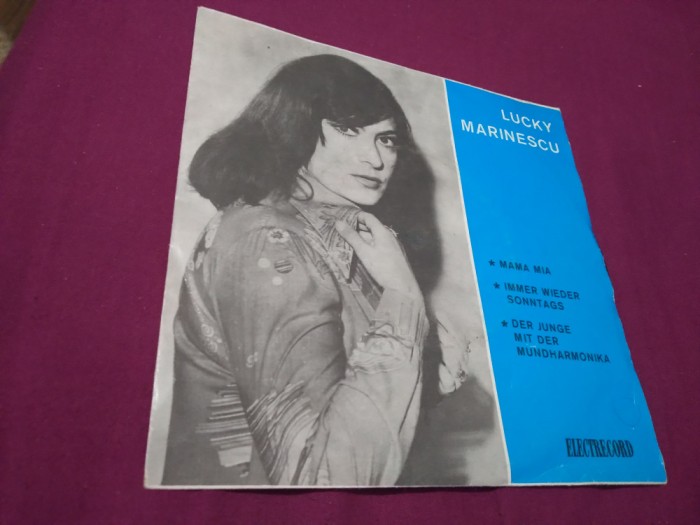 LUCKY
MARINESCU
★ MAMA MIA
★ IMMER WIEDER
SONNTAGS
★ DER JUNGE
MIT DER
MUNDHARMONIKA
ELECTRECORD